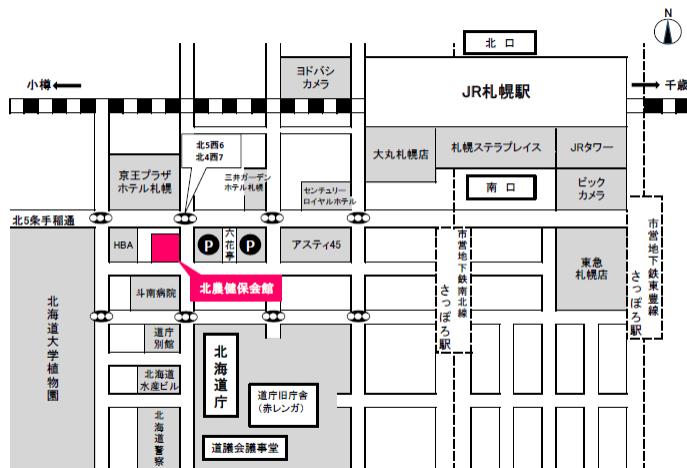 N
北 口
小樽
千歳
ヨドバシ
カメラ
JR札幌駅
北5西6
北4西7
大丸札幌店
札幌ステラプレイス
JRタワー
京王プラザ
ホテル札幌
三井ガーデン
ホテル札幌
センチュリー
ロイヤルホテル
南 口
ビック
カメラ
北5条手稲通
HBA
P
六花亭
P
アスティ45
市営地下鉄南北線
さっぽろ駅
東急
札幌店
市営地下鉄東豊線
さっぽろ駅
北農健保会館
斗南病院
北海道大学植物園
道庁
別館
北海道庁
北海道
水産ビル
道庁旧庁舎
(赤レンガ)
北海道警察
道議会議事堂